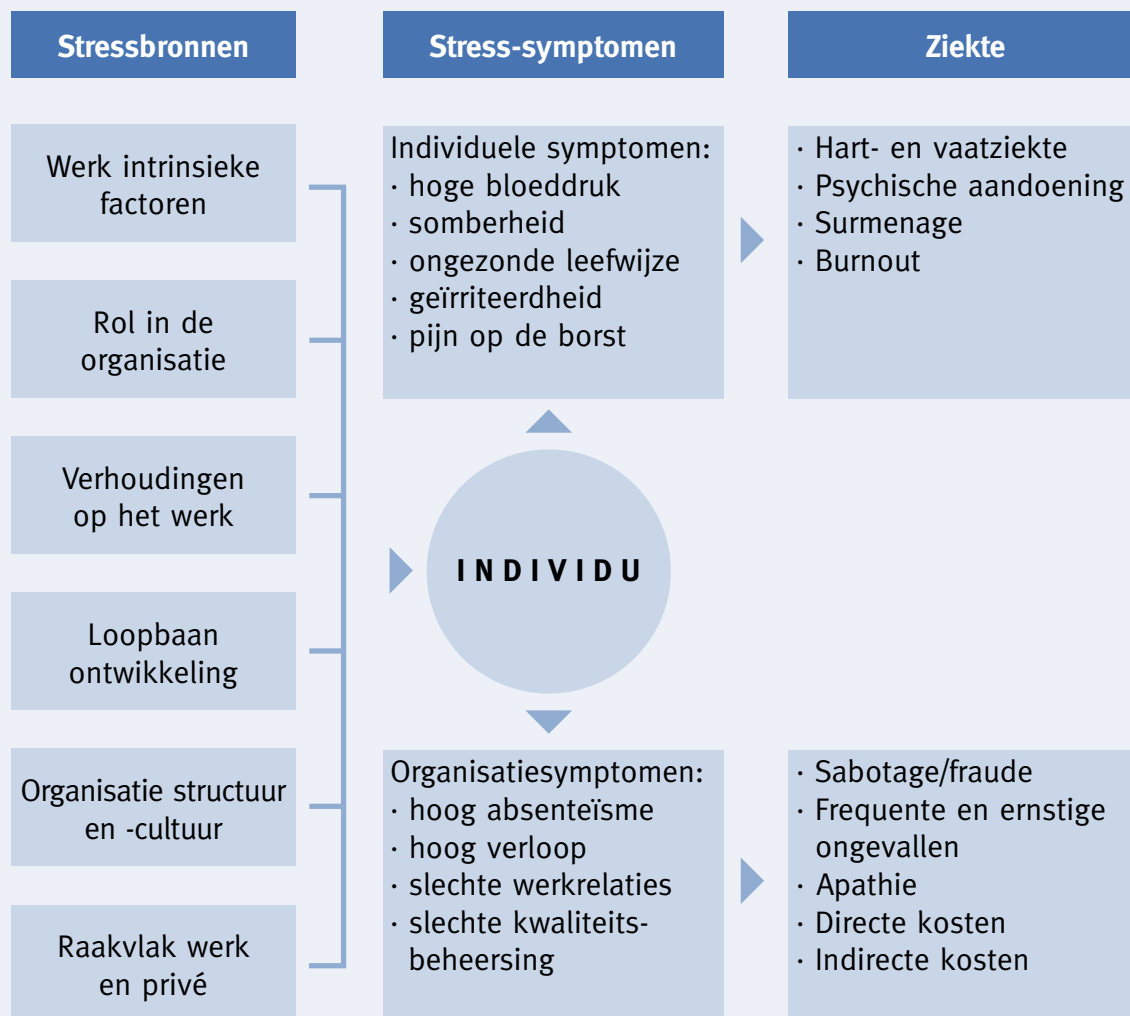 Stressbronnen
Werk intrinsieke
factoren
Rol in de
organisatie
Verhoudingen
op het werk
Loopbaan
ontwikkeling
Organisatie structuur
en -cultuur
Raakvlak werk
en privé
Stress-symptomen
Individuele symptomen:
· hoge bloeddruk
· somberheid
· ongezonde leefwijze
· geïrriteerdheid
· pijn op de borst
INDIVIDU
Organisatiesymptomen:
· hoog absenteïsme
· hoog verloop
· slechte werkrelaties
· slechte kwaliteits-
beheersing
Ziekte
· Hart- en vaatziekte
· Psychische aandoening
· Surmenage
· Burnout
· Sabotage/fraude
· Frequente en ernstige
ongevallen
· Apathie
· Directe kosten
· Indirecte kosten